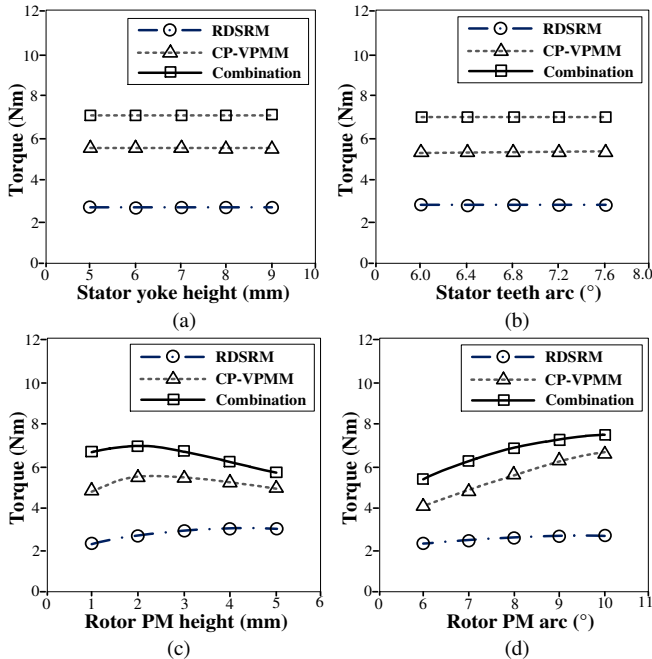 12
10
8
6
4
2
0
Torque (Nm)
RDSRM
CP-VPMM
Combination
0 5 6 7 8 9 10
Stator yoke height (mm)
(a)
12
10
8
6
4
2
0
Torque (Nm)
RDSRM
CP-VPMM
Combination
0 6.0 6.4 6.8 7.2 7.6 8.0
Stator teeth arc (°)
(b)
12
10
8
6
4
2
0
Torque (Nm)
RDSRM
CP-VPMM
Combination
0 1 2 3 4 5 6
Rotor PM height (mm)
(c)
12
10
8
6
4
2
0
Torque (Nm)
RDSRM
CP-VPMM
Combination
0 6 7 8 9 10 11
Rotor PM arc (°)
(d)